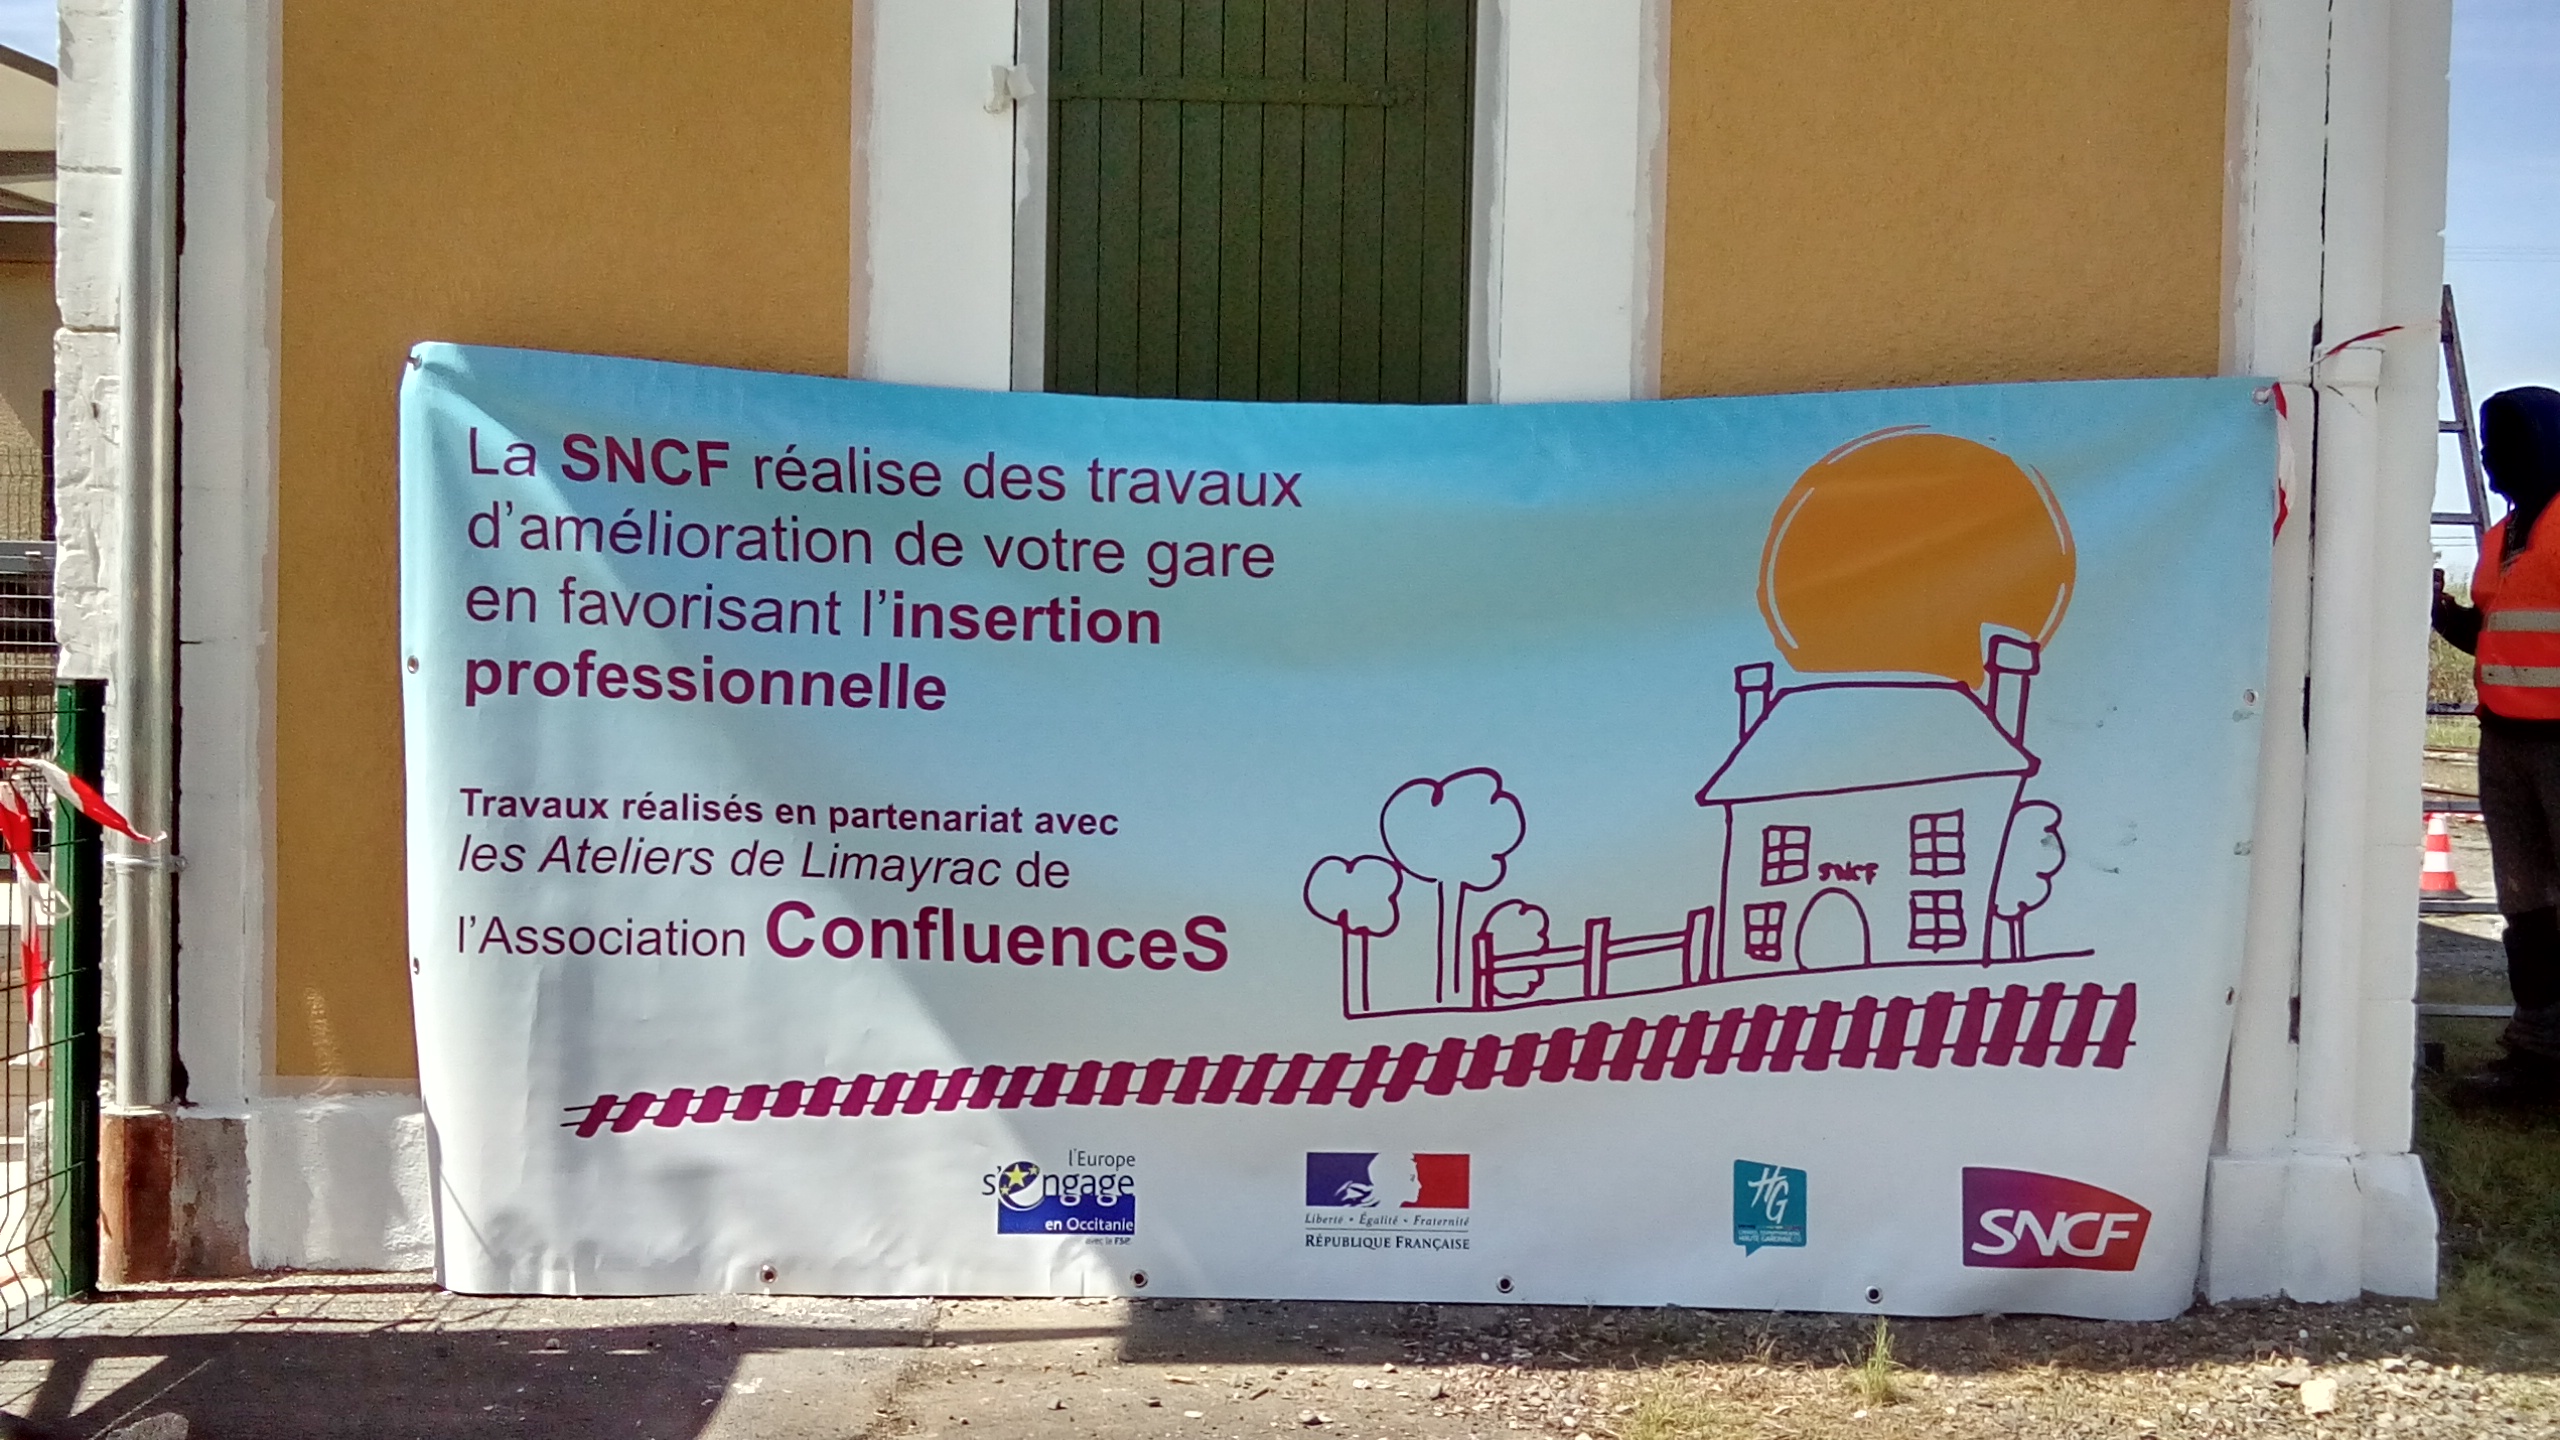 La SNCF réalise des travaux
d'amélioration de votre gare
en favorisant l'insertion
professionnelle
Travaux réalisés en partenariat avec
les Ateliers de Limayrac de
l'Association ConfluenceS
SNCF
l'Europe
s'engage
en Occitanie
avec le FSE
Liberté • Égalité • Fraternité
RÉPUBLIQUE FRANÇAISE
HG
HAUTE-GARONNE
SNCF